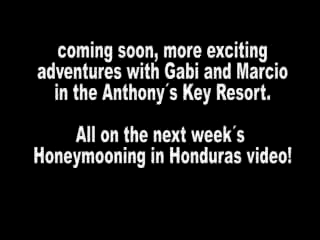 coming soon, more exciting
adventures with Gabi and Marcio
in the Anthony´s Key Resort.
All on the next week´s
Honeymooning in Honduras video!